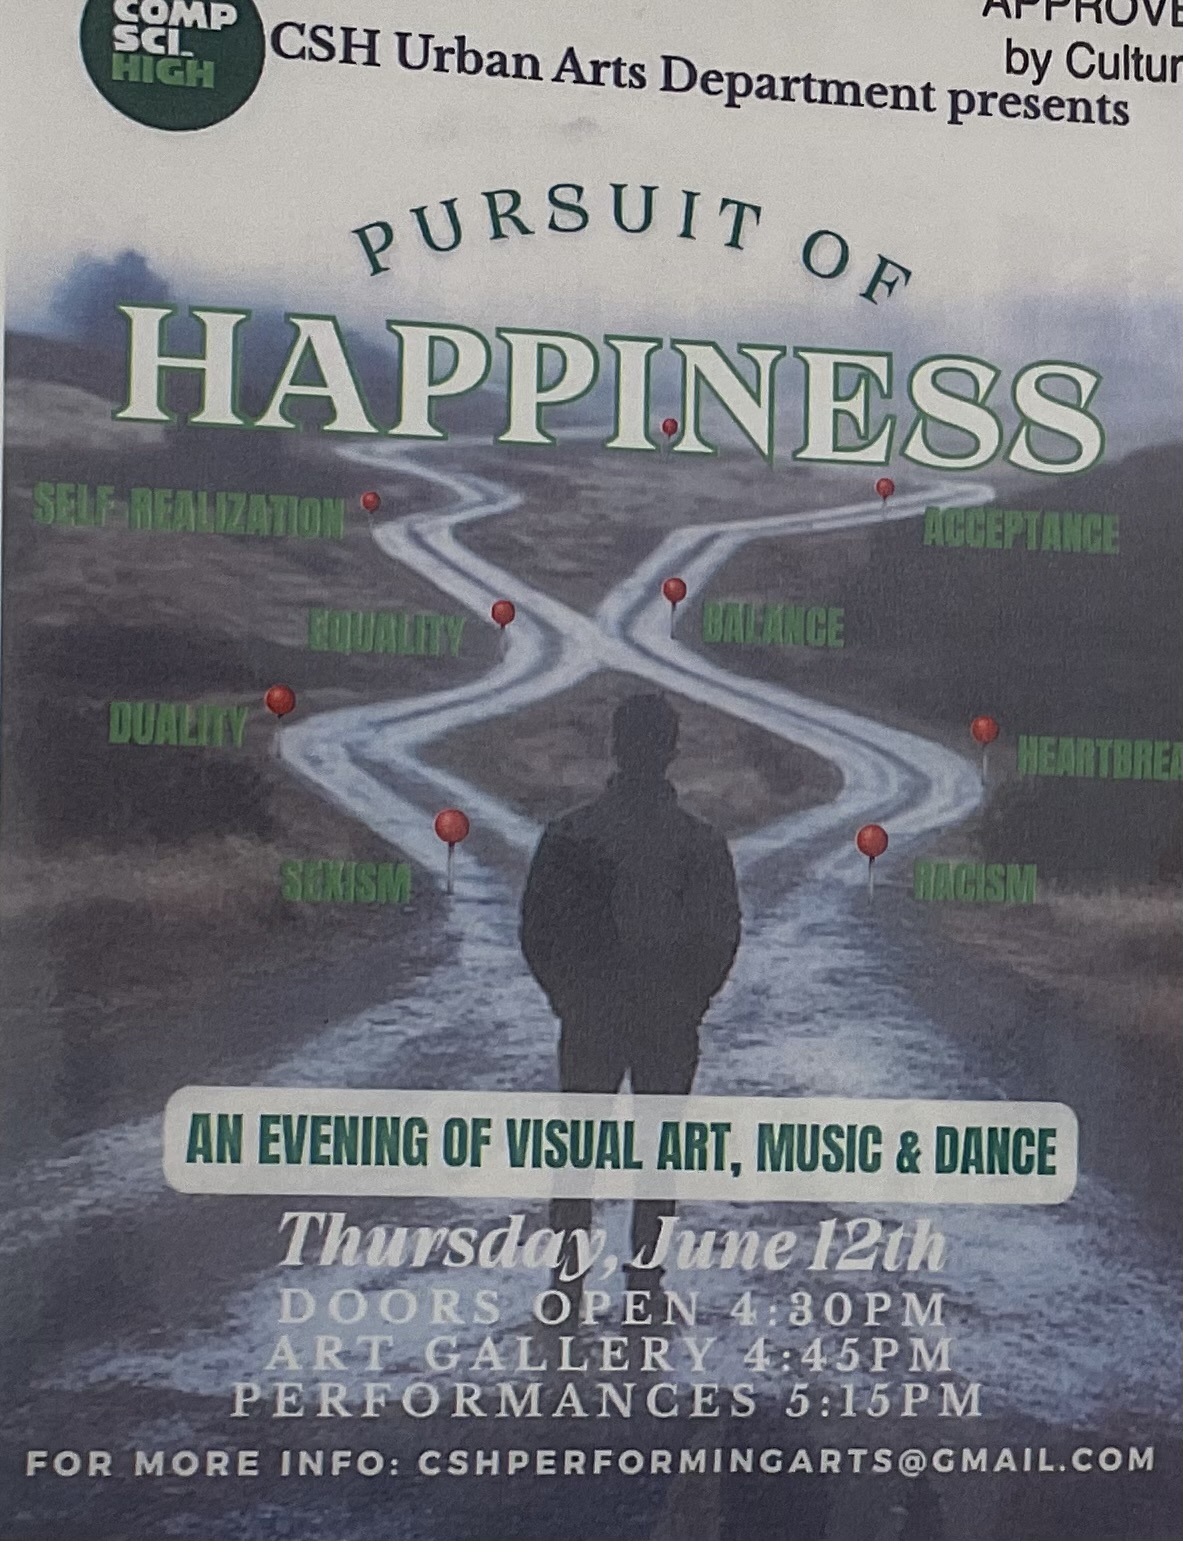 COMP
SCI.
HIGH
CSH Urban Arts Department presents
by
PURSUIT OF
HAPPINESS
SELF-REALIZATION
ACCEPTANCE
EQUALITY
BALANCE
DUALITY
SEXISM
RACISM
AN EVENING OF VISUAL ART, MUSIC & DANCE
Thursday, June 12th
DOORS OPEN 4:30PM
ART GALLERY 4:45PM
PERFORMANCES 5:15PM
FOR MORE INFO: CSHPERFORMINGARTS@GMAIL.COM